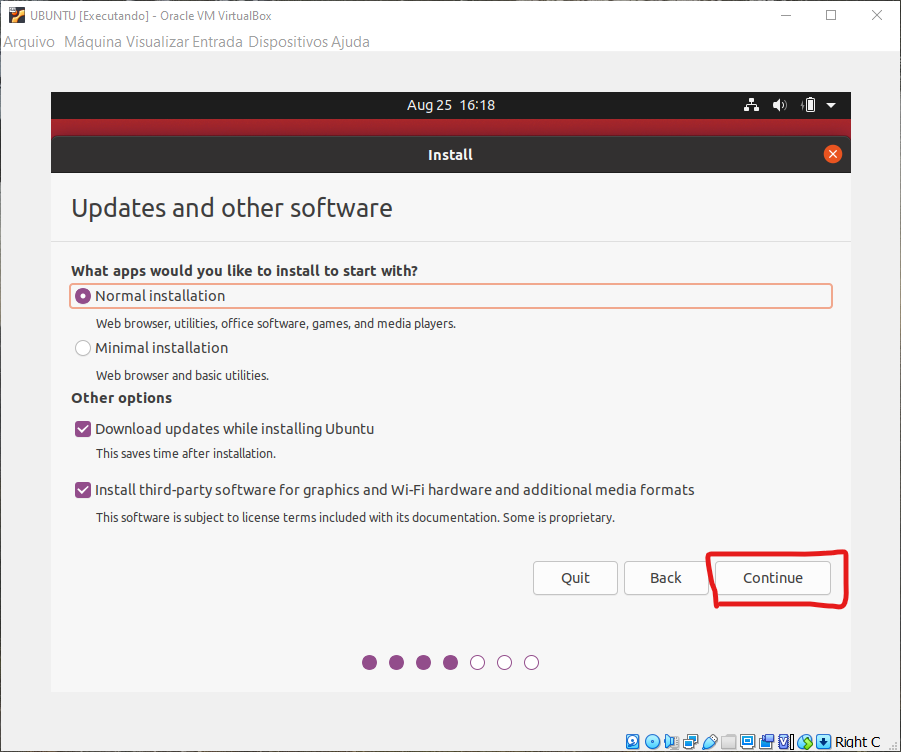 UBUNTU [Executando] - Oracle VM VirtualBox
Arquivo Máquina Visualizar Entrada Dispositivos Ajuda
Aug 25 16:18
Install
Updates and other software
What apps would you like to install to start with?
Normal installation
Web browser, utilities, office software, games, and media players.
Minimal installation
Web browser and basic utilities.
Other options
Download updates while installing Ubuntu
This saves time after installation.
Install third-party software for graphics and Wi-Fi hardware and additional media formats
This software is subject to license terms included with its documentation. Some is proprietary.
Quit Back Continue
Right C